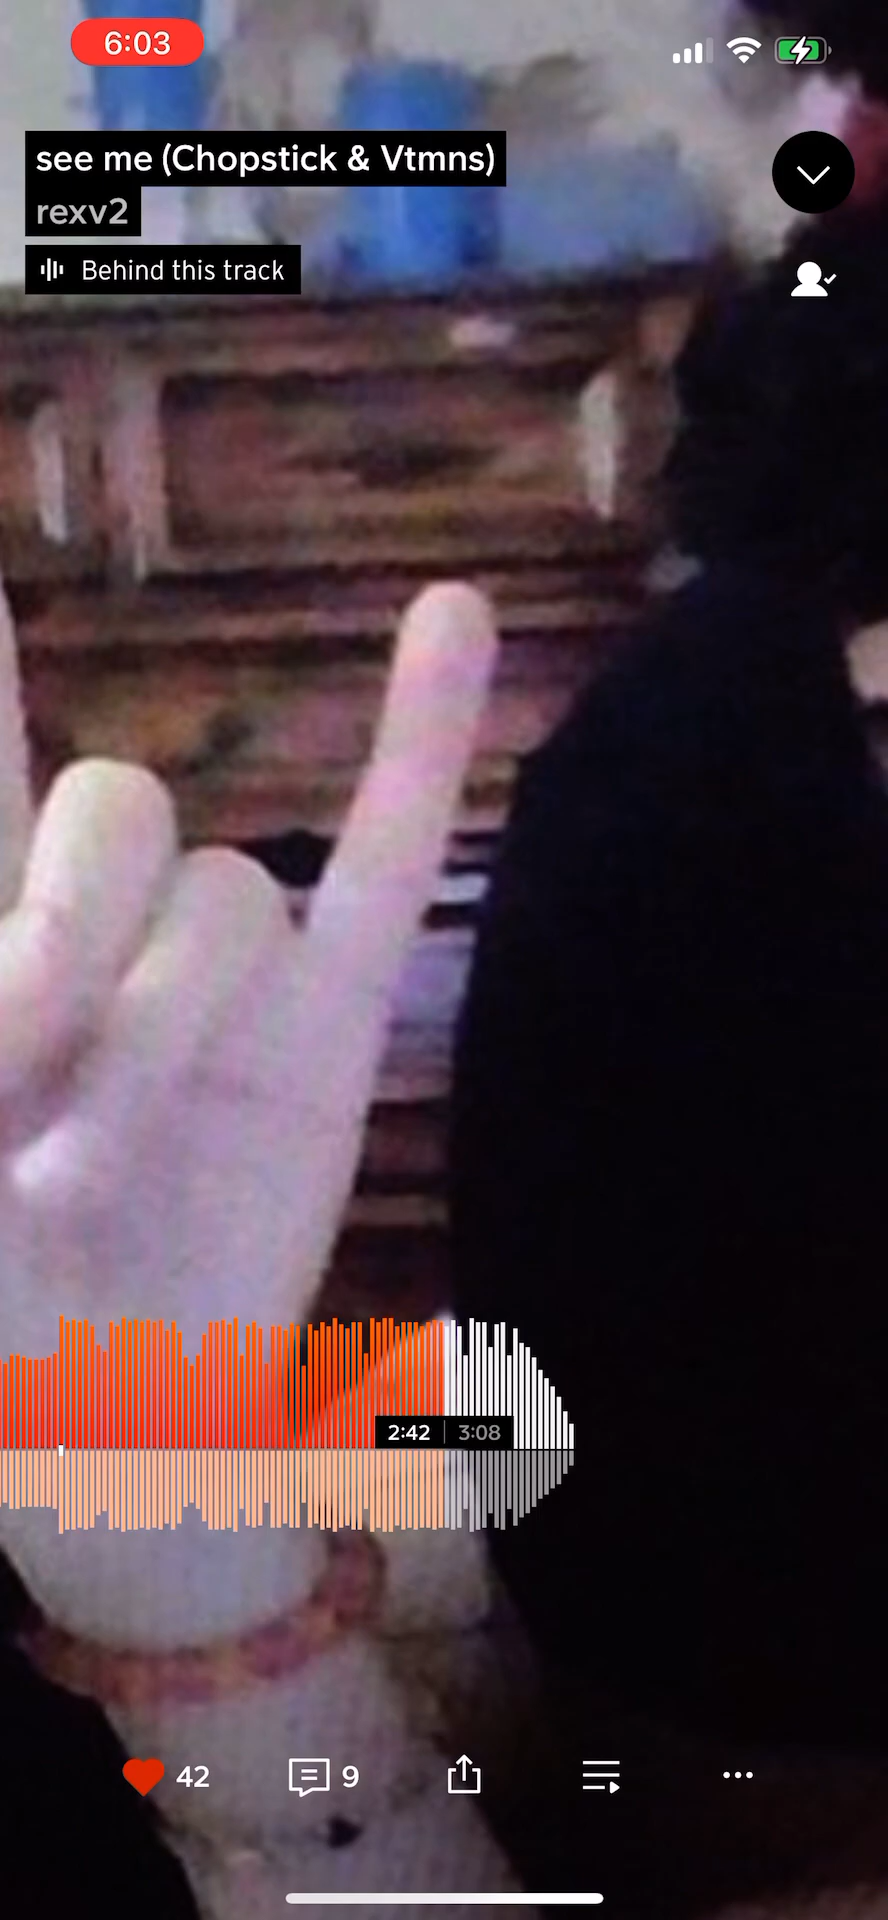 6:03
see me (Chopstick & Vtmns)
rexv2
Behind this track
2:42 3:08
42 9